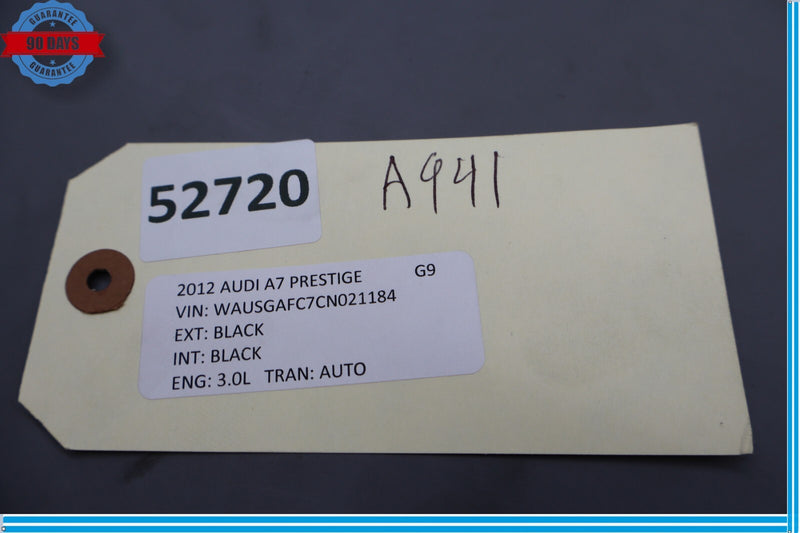 GUARANTEE
90 DAYS
GUARANTEE
52720
A941
2012 AUDI A7 PRESTIGE G9
VIN: WAUSGAFC7CN021184
EXT: BLACK
INT: BLACK
ENG: 3.0L TRAN: AUTO